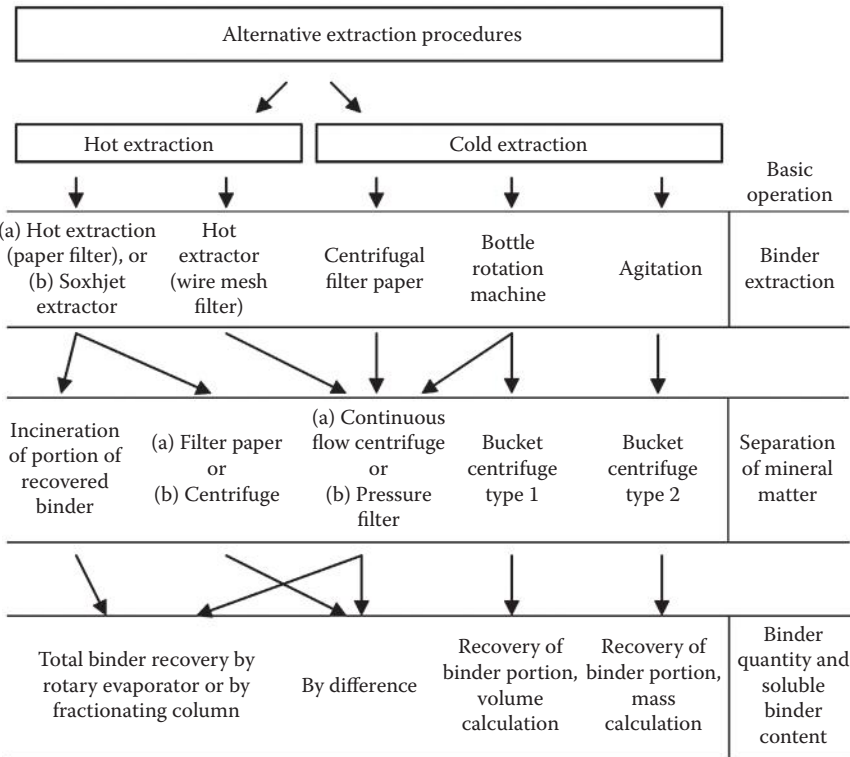 Alternative extraction procedures
Hot extraction
Cold extraction
Basic
operation
(a) Hot extraction
(paper filter), or
(b) Soxhjet
extractor
Hot
extractor
(wire mesh
filter)
Centrifugal
filter paper
Bottle
rotation
machine
Agitation
Binder
extraction
Incineration
of portion of
recovered
binder
(a) Filter paper
or
(b) Centrifuge
(a) Continuous
flow centrifuge
or
(b) Pressure
filter
Bucket
centrifuge
type 1
Bucket
centrifuge
type 2
Separation
of mineral
matter
Total binder recovery by
rotary evaporator or by
fractionating column
By difference
Recovery of
binder portion,
volume
calculation
Recovery of
binder portion,
mass
calculation
Binder
quantity and
soluble
binder
content